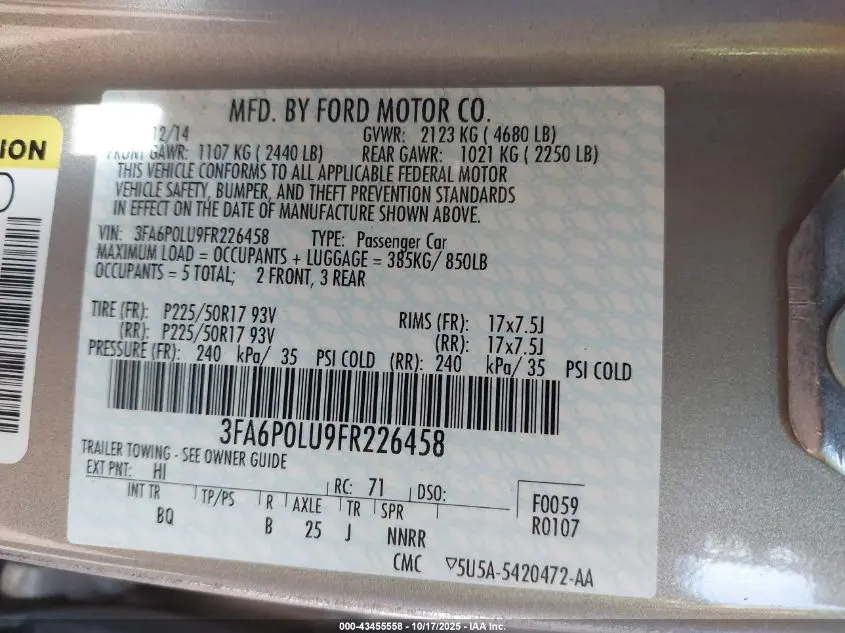 MFD. BY FORD MOTOR CO.
12/14 GVWR: 2123 KG ( 4680 LB)
FRONT GAWR: 1107 KG ( 2440 LB) REAR GAWR: 1021 KG ( 2250 LB)
THIS VEHICLE CONFORMS TO ALL APPLICABLE FEDERAL MOTOR
VEHICLE SAFETY, BUMPER, AND THEFT PREVENTION STANDARDS
IN EFFECT ON THE DATE OF MANUFACTURE SHOWN ABOVE.
VIN: 3FA6P0LU9FR226458 TYPE: Passenger Car
MAXIMUM LOAD = OCCUPANTS + LUGGAGE = 385KG/ 850LB
OCCUPANTS = 5 TOTAL; 2 FRONT, 3 REAR
TIRE (FR): P225/50R17 93V RIMS (FR): 17x7.5J
(RR): P225/50R17 93V (RR): 17x7.5J
PRESSURE (FR): 240 kPa/ 35 PSI COLD (RR): 240 kPa/ 35 PSI COLD
3FA6P0LU9FR226458
TRAILER TOWING - SEE OWNER GUIDE
EXT PNT: HI RC: 71 DSO:
INT TR TP/PS R AXLE TR SPR
BQ B 25 J NNRR
F0059
R0107
CMC ▽5U5A-5420472-AA
ION
000-43455558 - 10/17/2025 - IAA Inc.